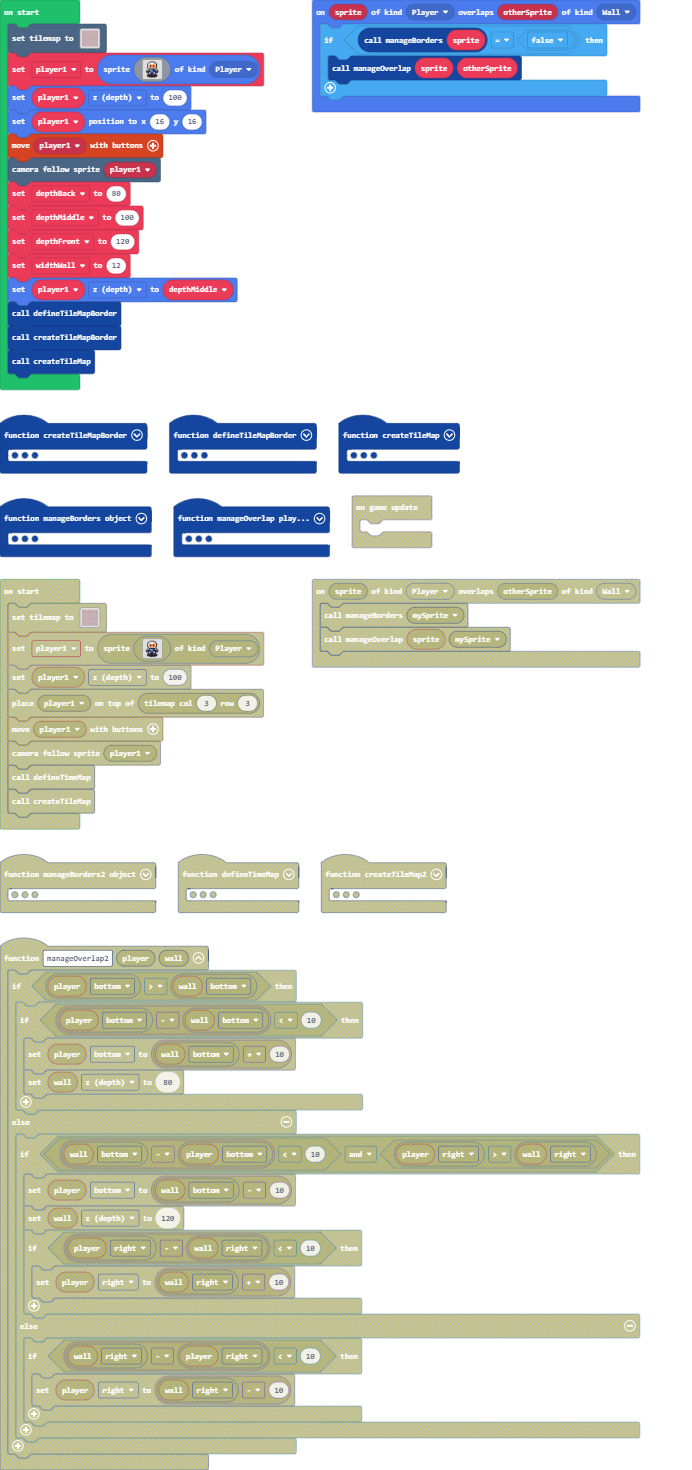 on start
set tilemap to
set player1 to sprite of kind Player
set player1 z (depth) to 100
set player1 position to x 16 y 16
move player1 with buttons
camera follow sprite player1
set depthBack to 80
set depthMiddle to 100
set depthFront to 120
set widthWall to 12
set player1 z (depth) to depthMiddle
call defineTileMapBorder
call createTileMapBorder
call createTileMap
on sprite of kind Player overlaps otherSprite of kind Wall
if call manageBorders sprite = false then
call manageOverlap sprite otherSprite
function createTileMapBorder
function defineTileMapBorder
function createTileMap
function manageBorders object
function manageOverlap play...
on game update
on start
set tilemap to
set player1 to sprite of kind Player
set player1 z (depth) to 100
place player1 on top of tilemap col 3 row 3
move player1 with buttons
camera follow sprite player1
call defineTimeMap
call createTileMap
on sprite of kind Player overlaps otherSprite of kind Wall
call manageBorders mySprite
call manageOverlap sprite mySprite
function manageBorders2 object
function defineTimeMap
function createTileMap2
function manageOverlap2 player wall
if player bottom > wall bottom then
if player bottom - wall bottom < 10 then
set player bottom to wall bottom + 10
set wall z (depth) to 80
else
if wall bottom - player bottom < 10 and player right > wall right then
set player bottom to wall bottom - 10
set wall z (depth) to 120
if player right - wall right < 10 then
set player right to wall right + 10
else
if wall right - player right < 10 then
set player right to wall right - 10